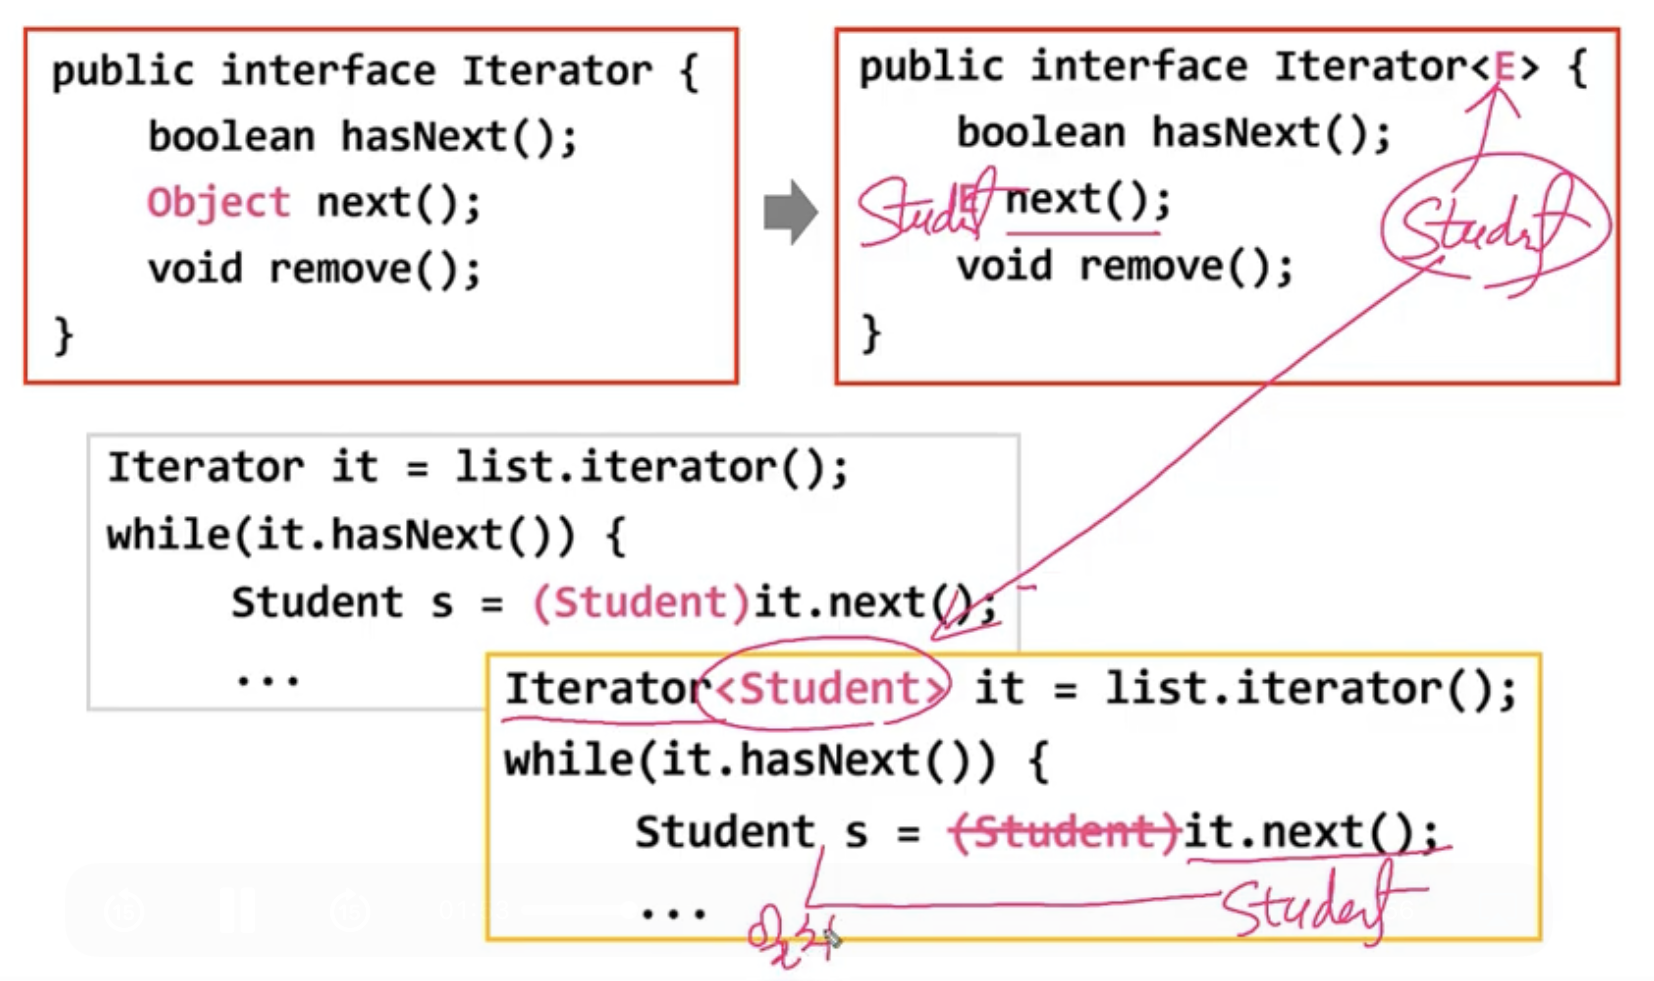 public interface Iterator {
boolean hasNext();
Object next();
void remove();
}
public interface Iterator<E> {
boolean hasNext();
Student E next();
Student
void remove();
}
Iterator it = list.iterator();
while(it.hasNext()) {
Student s = (Student)it.next();
...
Iterator<Student> it = list.iterator();
while(it.hasNext()) {
Student s = (Student)it.next();
...
Student